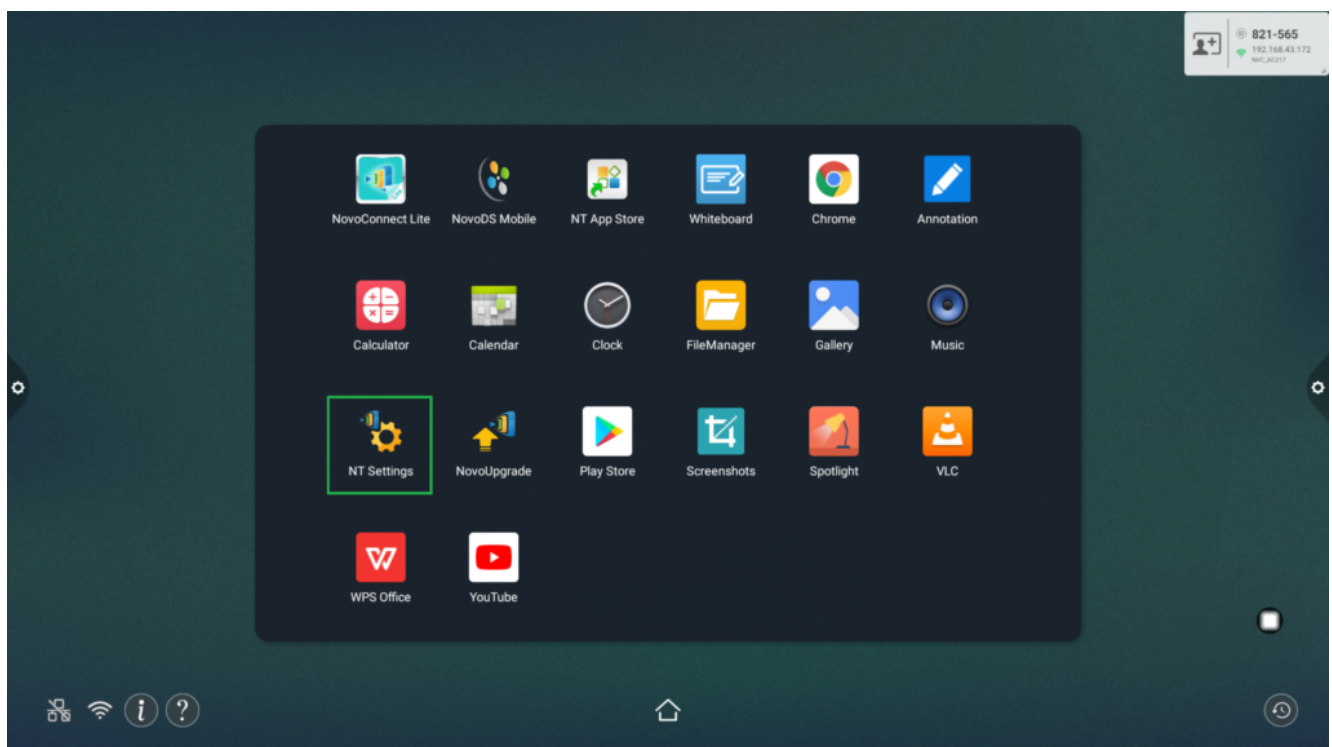 821-565
192.168.43.172
NVC_AC217
NovoConnect Lite
NovoDS Mobile
NT App Store
Whiteboard
Chrome
Annotation
Calculator
Calendar
Clock
FileManager
Gallery
Music
NT Settings
NovoUpgrade
Play Store
Screenshots
Spotlight
VLC
WPS Office
YouTube